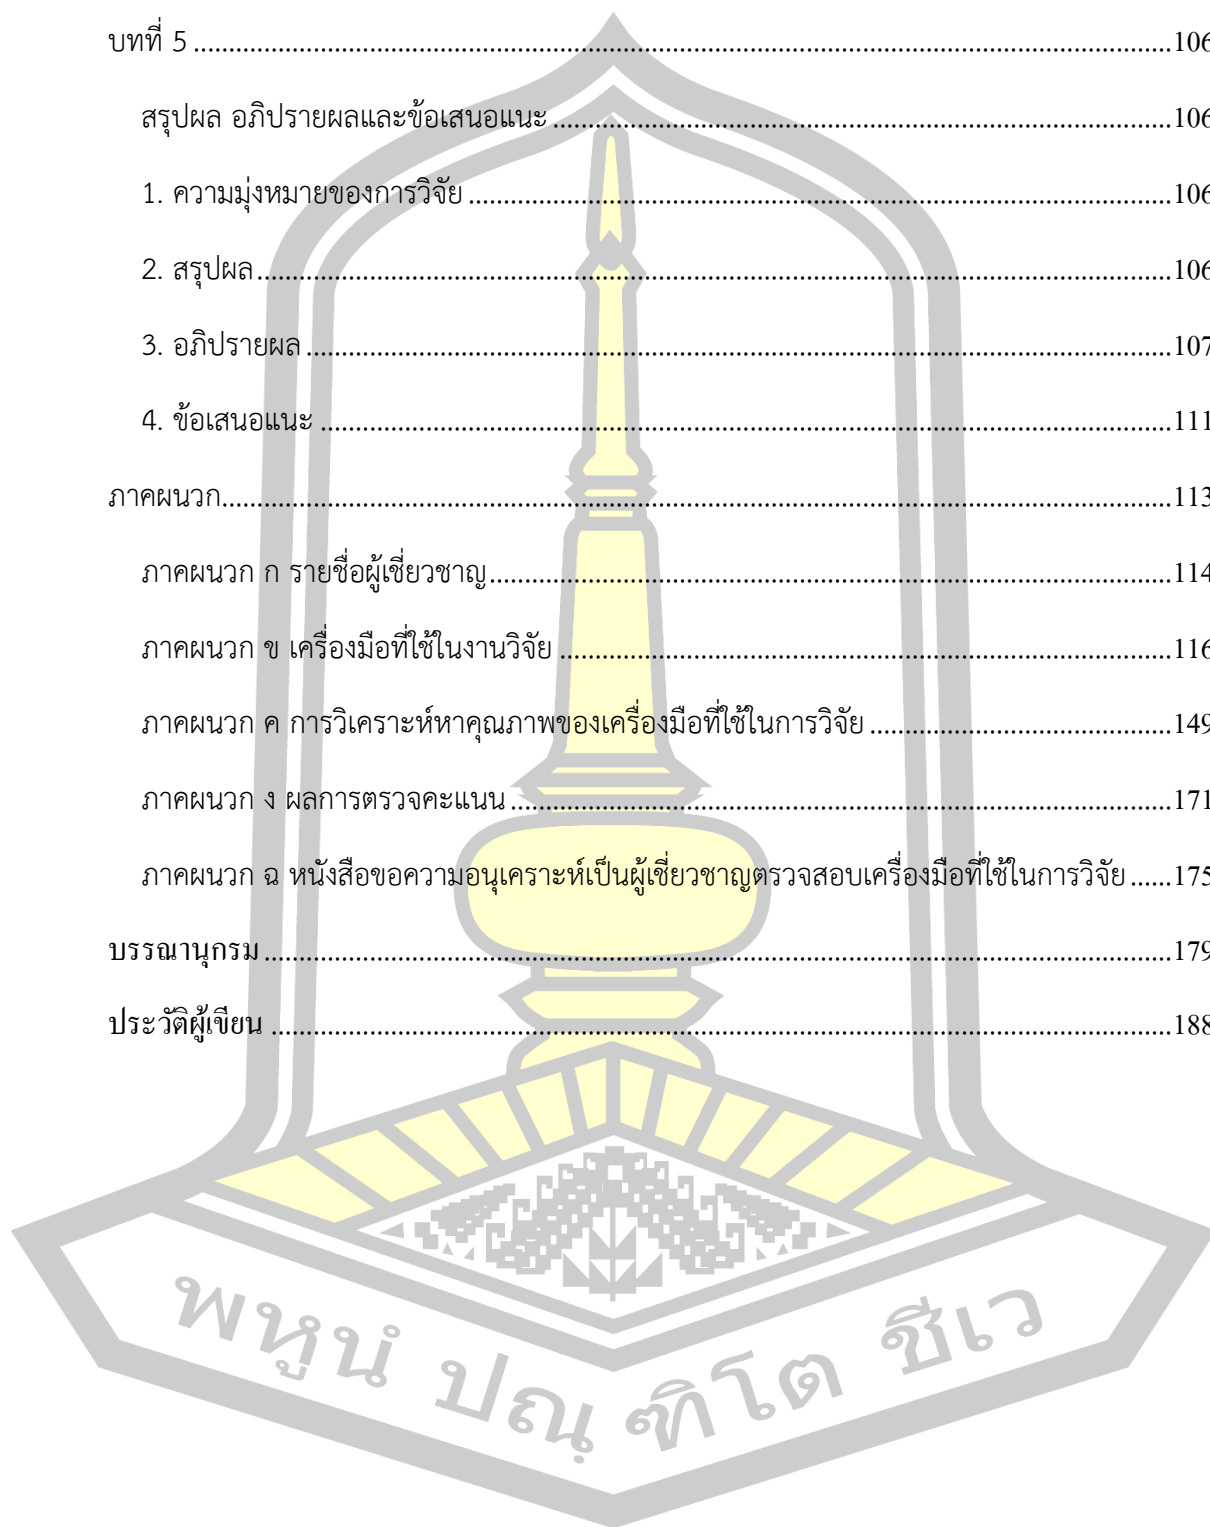 บทที่ 5 ........................................................................ 106
สรุปผล อภิปรายผลและข้อเสนอแนะ ........................................................................ 106
1. ความมุ่งหมายของการวิจัย ........................................................................ 106
2. สรุปผล ........................................................................ 106
3. อภิปรายผล ........................................................................ 107
4. ข้อเสนอแนะ ........................................................................ 111
ภาคผนวก ........................................................................ 113
ภาคผนวก ก รายชื่อผู้เชี่ยวชาญ ........................................................................ 114
ภาคผนวก ข เครื่องมือที่ใช้ในงานวิจัย ........................................................................ 116
ภาคผนวก ค การวิเคราะห์หาคุณภาพของเครื่องมือที่ใช้ในการวิจัย ........................................ 149
ภาคผนวก ง ผลการตรวจคะแนน ........................................................................ 171
ภาคผนวก ฉ หนังสือขอความอนุเคราะห์เป็นผู้เชี่ยวชาญตรวจสอบเครื่องมือที่ใช้ในการวิจัย ...... 175
บรรณานุกรม ........................................................................ 179
ประวัติผู้เขียน ........................................................................ 188
พหูนํ ปณฺฑิโต ชีเว